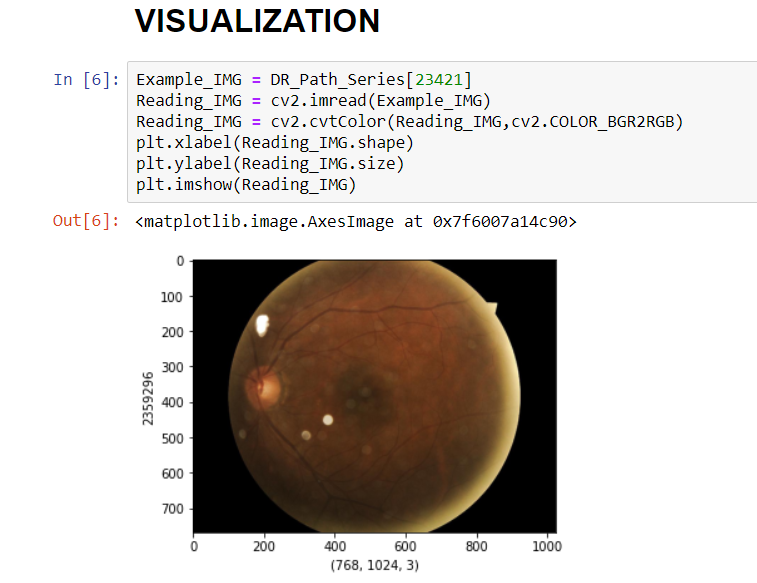 VISUALIZATION
In [6]: Example_IMG = DR_Path_Series[23421]
Reading_IMG = cv2.imread(Example_IMG)
Reading_IMG = cv2.cvtColor(Reading_IMG,cv2.COLOR_BGR2RGB)
plt.xlabel(Reading_IMG.shape)
plt.ylabel(Reading_IMG.size)
plt.imshow(Reading_IMG)
Out[6]: <matplotlib.image.AxesImage at 0x7f6007a14c90>
0
100
200
300
400
500
600
700
2359296
0 200 400 600 800 1000
(768, 1024, 3)